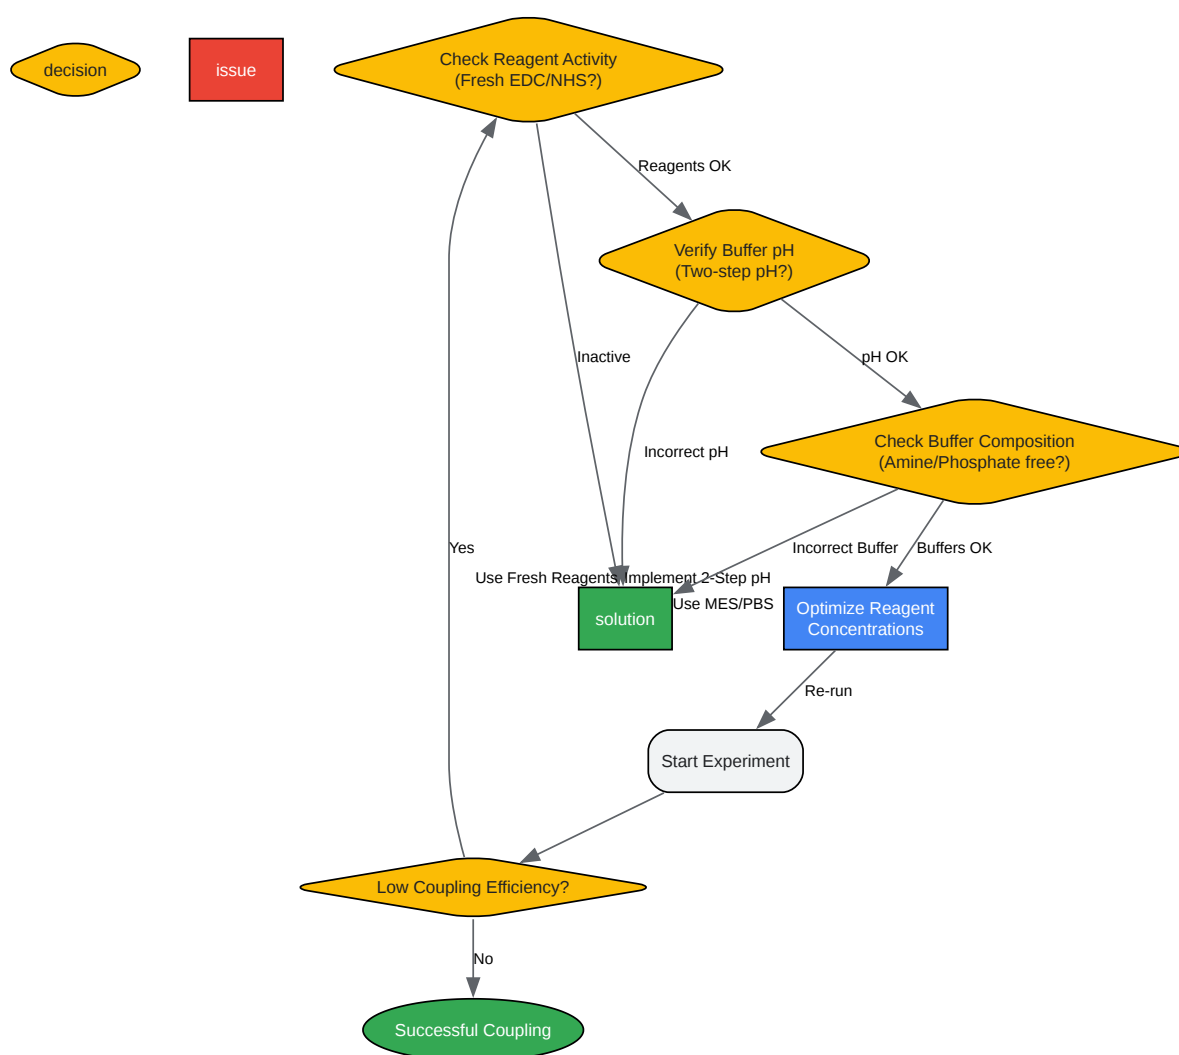 decision
issue
Check Reagent Activity
(Fresh EDC/NHS?)
Reagents OK
Verify Buffer pH
(Two-step pH?)
Inactive
pH OK
Check Buffer Composition
(Amine/Phosphate free?)
Incorrect pH
Yes
Incorrect Buffer
Buffers OK
Use Fresh Reagents
Implement 2-Step pH
Use MES/PBS
solution
Optimize Reagent
Concentrations
Re-run
Start Experiment
Low Coupling Efficiency?
No
Successful Coupling